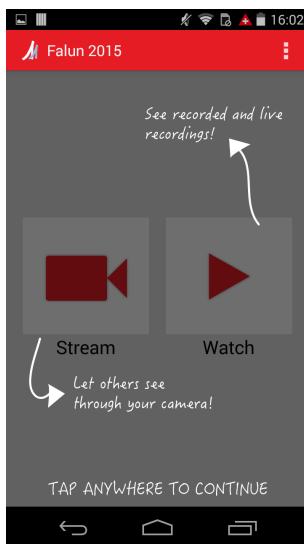 16:02
Falun 2015
See recorded and live
recordings!
Stream
Watch
Let others see
through your camera!
TAP ANYWHERE TO CONTINUE